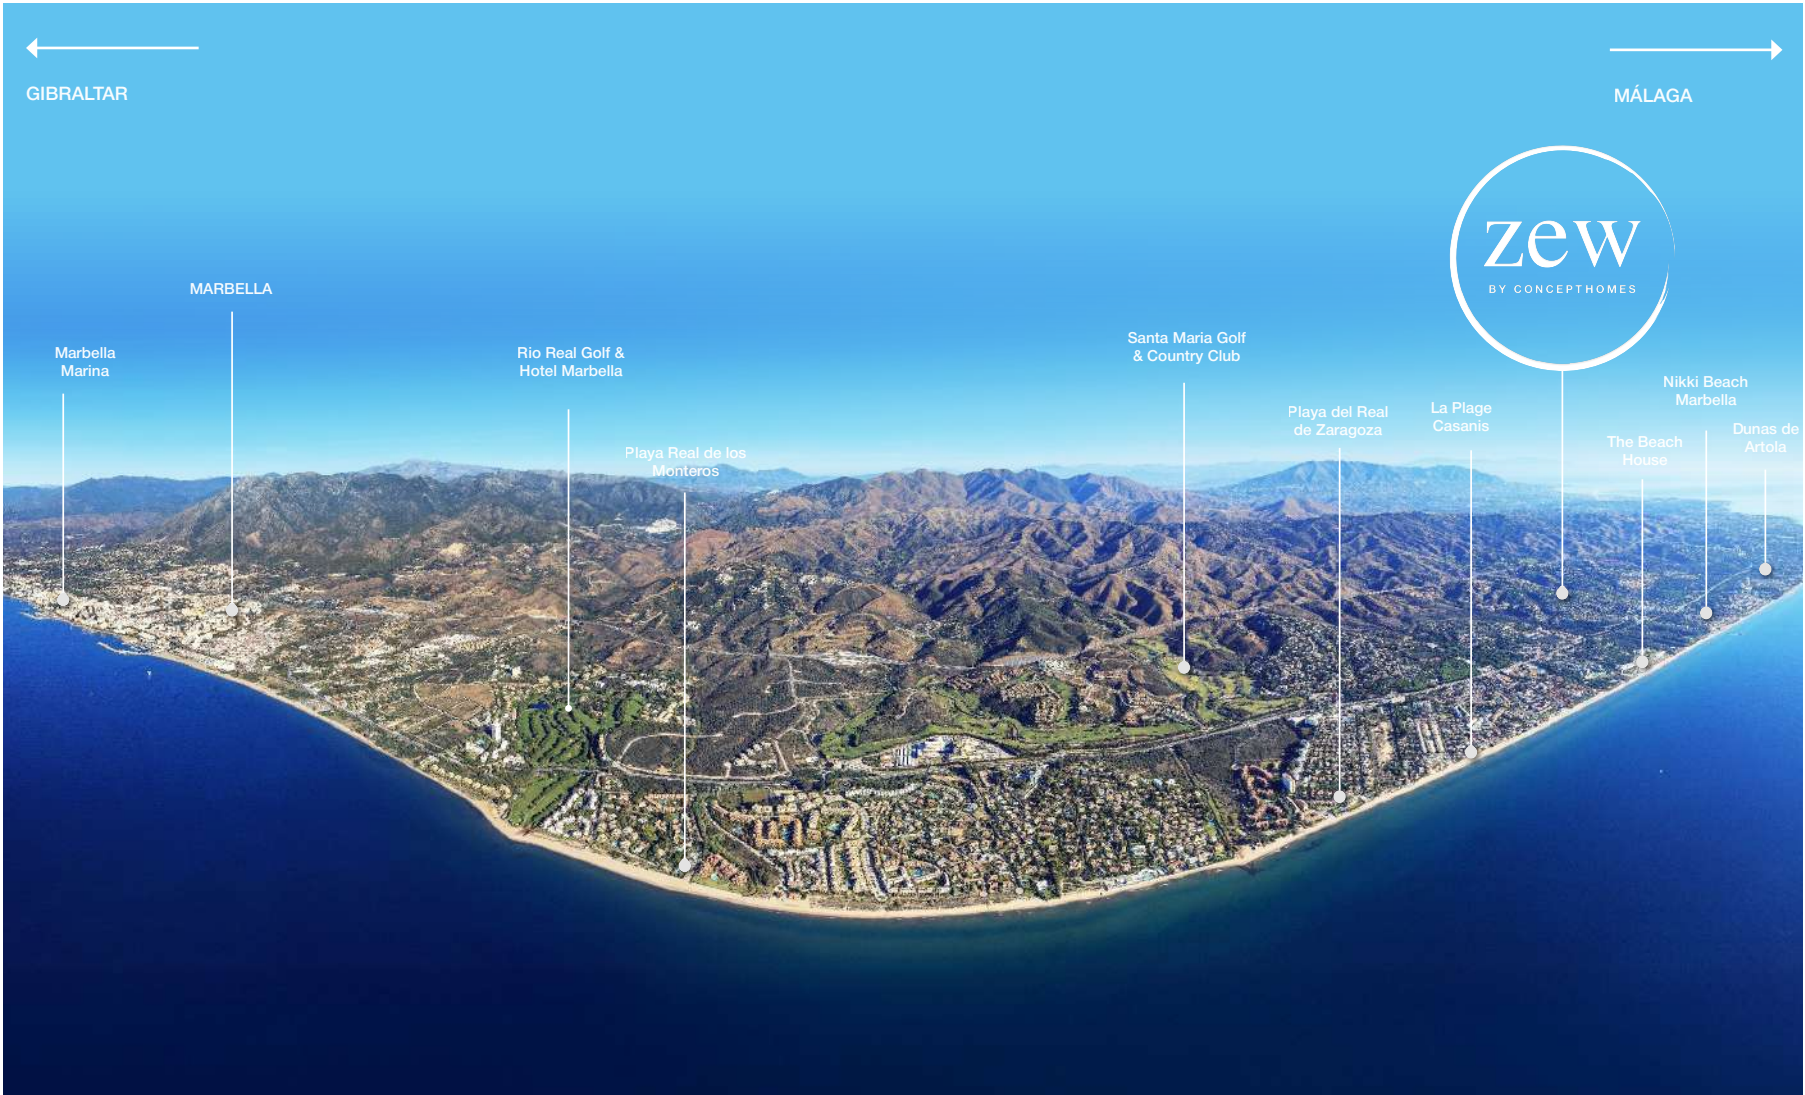 GIBRALTAR
MÁLAGA
zew
BY CONCEPTHOMES
MARBELLA
Marbella
Marina
Rio Real Golf &
Hotel Marbella
Playa Real de los
Monteros
Santa Maria Golf
& Country Club
Playa del Real
de Zaragoza
La Plage
Casanis
The Beach
House
Nikki Beach
Marbella
Dunas de
Artola